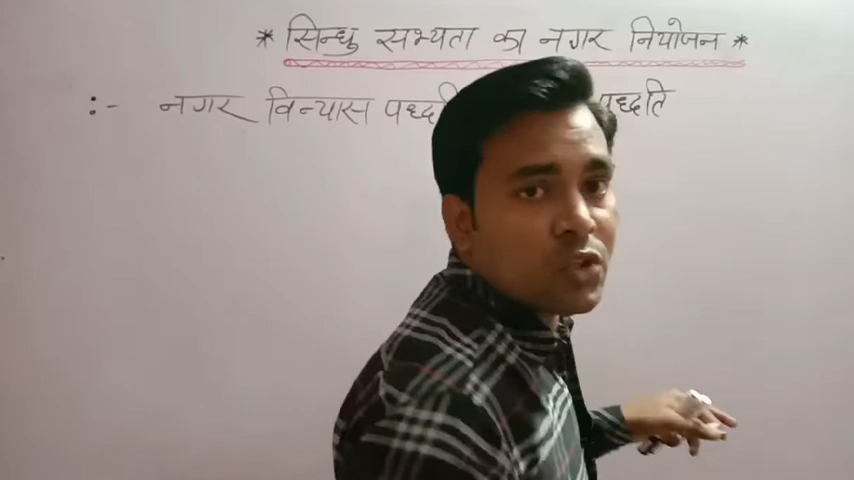 * सिन्धु सभ्यता का नगर नियोजन *
:- नगर विन्यास पद्धति पद्धति